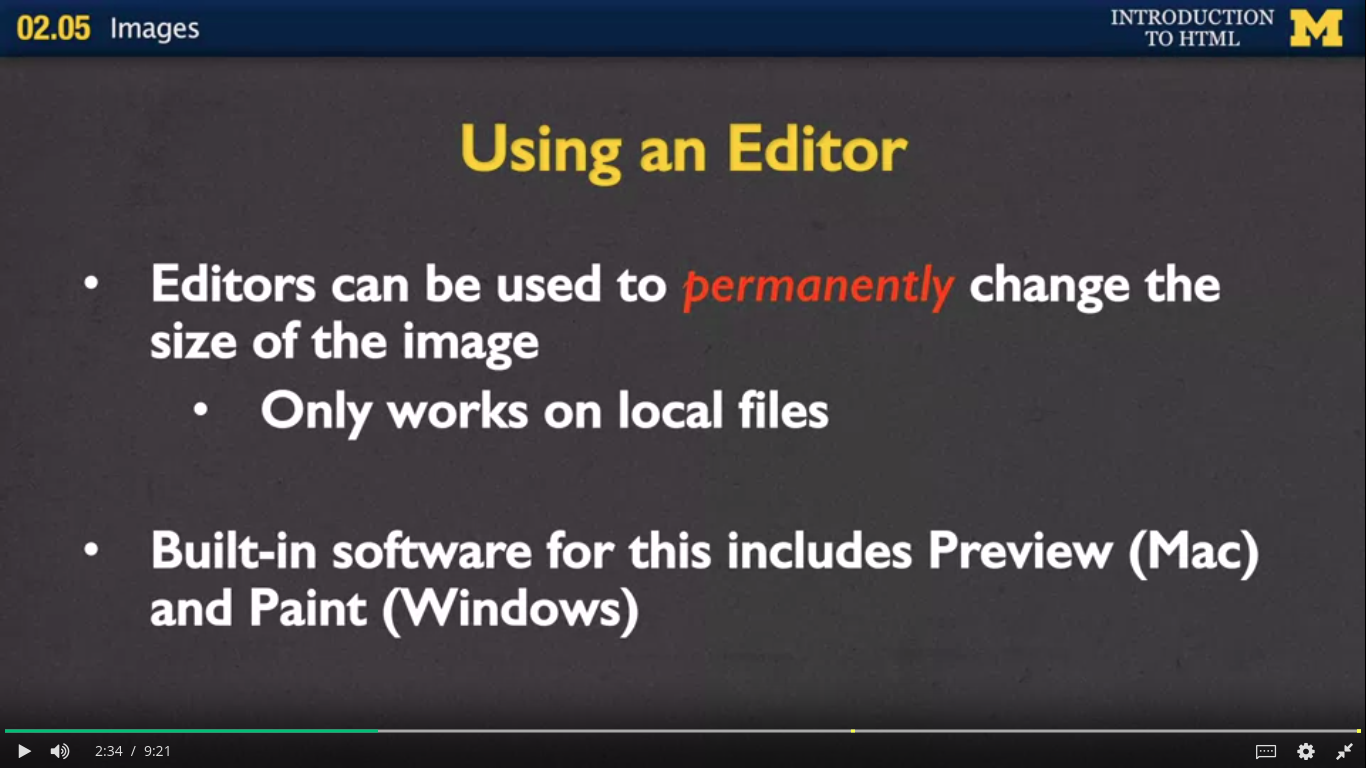 02.05 Images
INTRODUCTION
TO HTML
M
Using an Editor
• Editors can be used to permanently change the
size of the image
• Only works on local files
• Built-in software for this includes Preview (Mac)
and Paint (Windows)
2:34 / 9:21